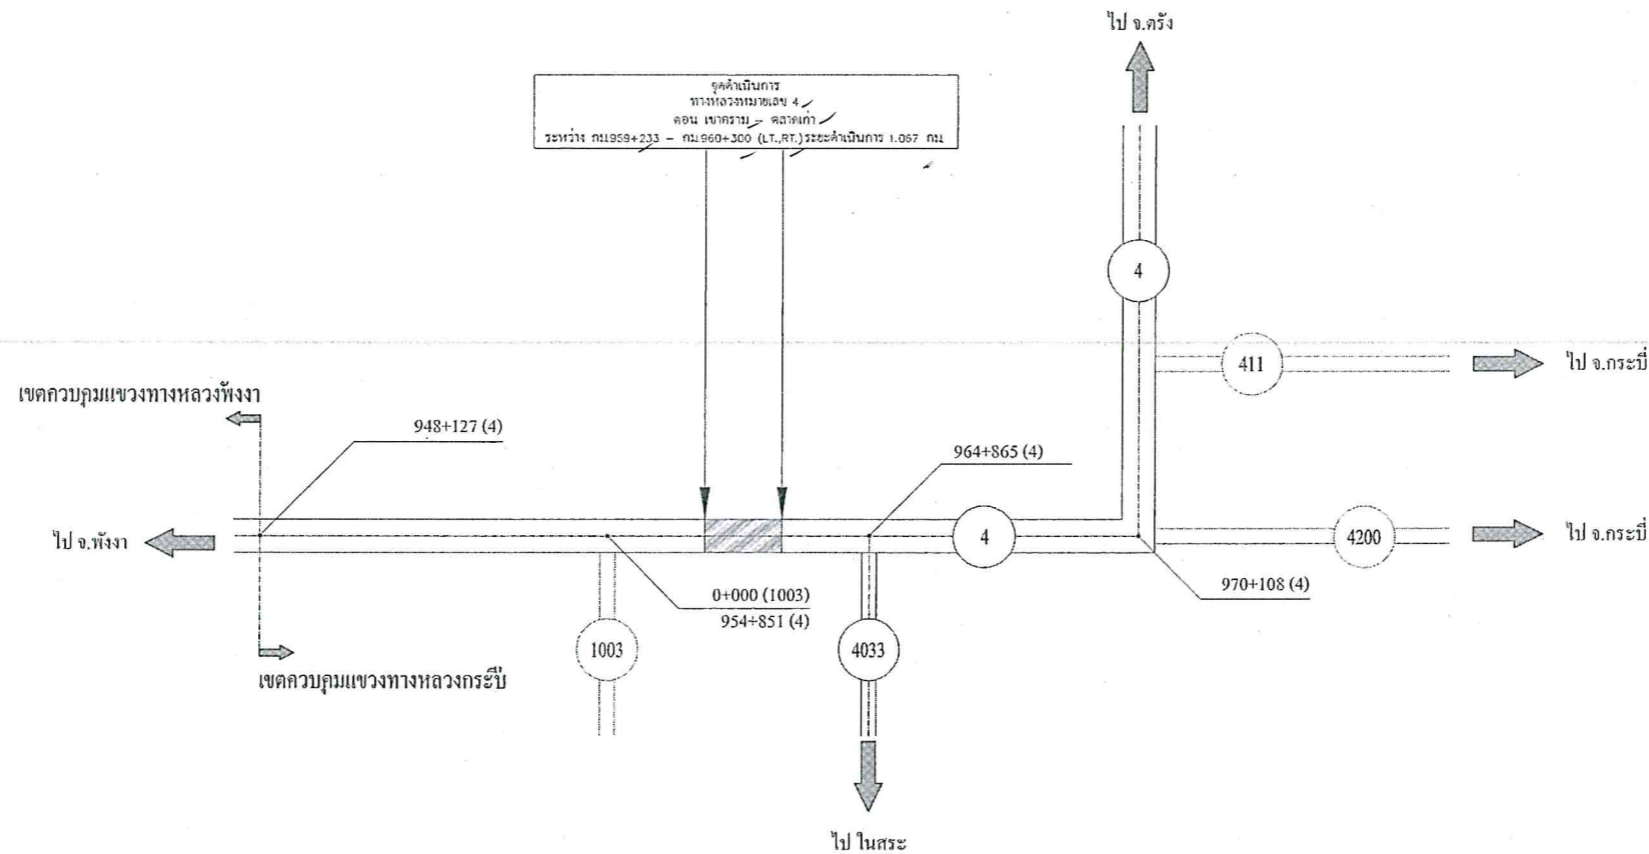 ไป จ.ตรัง
จุดดำเนินการ
ทางหลวงหมายเลข 4
ตอน เขาคราม - ตลาดเก่า
ระหว่าง กม.959+233 - กม.960+300 (LT.,RT.) ระยะดำเนินการ 1.067 กม.
4
411
ไป จ.กระบี่
เขตควบคุมแขวงทางหลวงพังงา
948+127 (4)
964+865 (4)
ไป จ.พังงา
4
4200
ไป จ.กระบี่
0+000 (1003)
954+851 (4)
970+108 (4)
1003
4033
เขตควบคุมแขวงทางหลวงกระบี่
ไป ในสระ